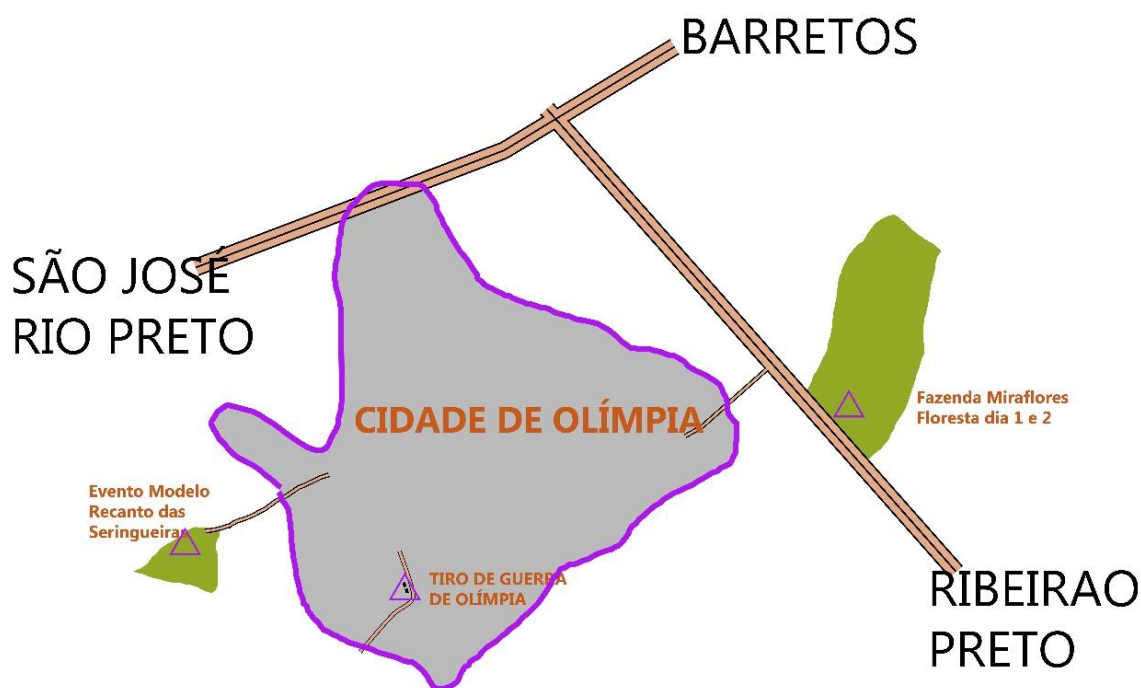 BARRETOS
SÃO JOSÉ
RIO PRETO
CIDADE DE OLÍMPIA
Fazenda Miraflores
Floresta dia 1 e 2
Evento Modelo
Recanto das
Seringueiras
TIRO DE GUERRA
DE OLÍMPIA
RIBEIRAO
PRETO